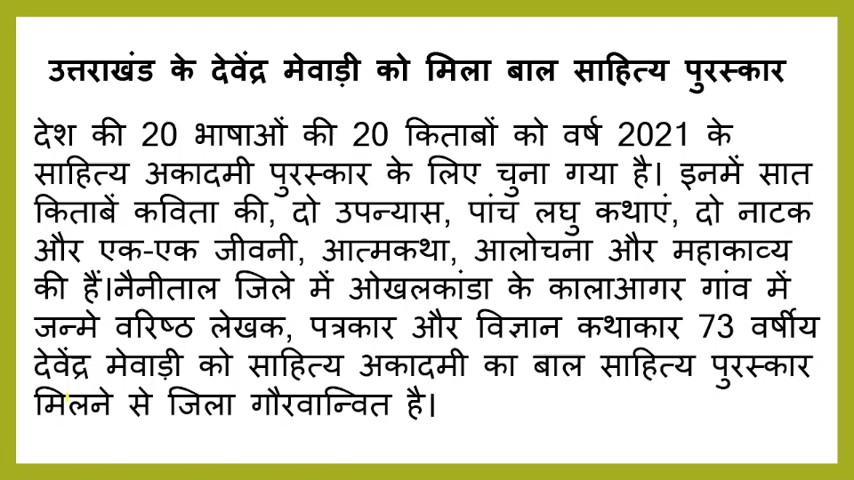 उत्तराखंड के देवेंद्र मेवाड़ी को मिला बाल साहित्य पुरस्कार
देश की 20 भाषाओं की 20 किताबों को वर्ष 2021 के
साहित्य अकादमी पुरस्कार के लिए चुना गया है। इनमें सात
किताबें कविता की, दो उपन्यास, पांच लघु कथाएं, दो नाटक
और एक-एक जीवनी, आत्मकथा, आलोचना और महाकाव्य
की हैं।नैनीताल जिले में ओखलकांडा के कालाआगर गांव में
जन्मे वरिष्ठ लेखक, पत्रकार और विज्ञान कथाकार 73 वर्षीय
देवेंद्र मेवाड़ी को साहित्य अकादमी का बाल साहित्य पुरस्कार
मिलने से जिला गौरवान्वित है।